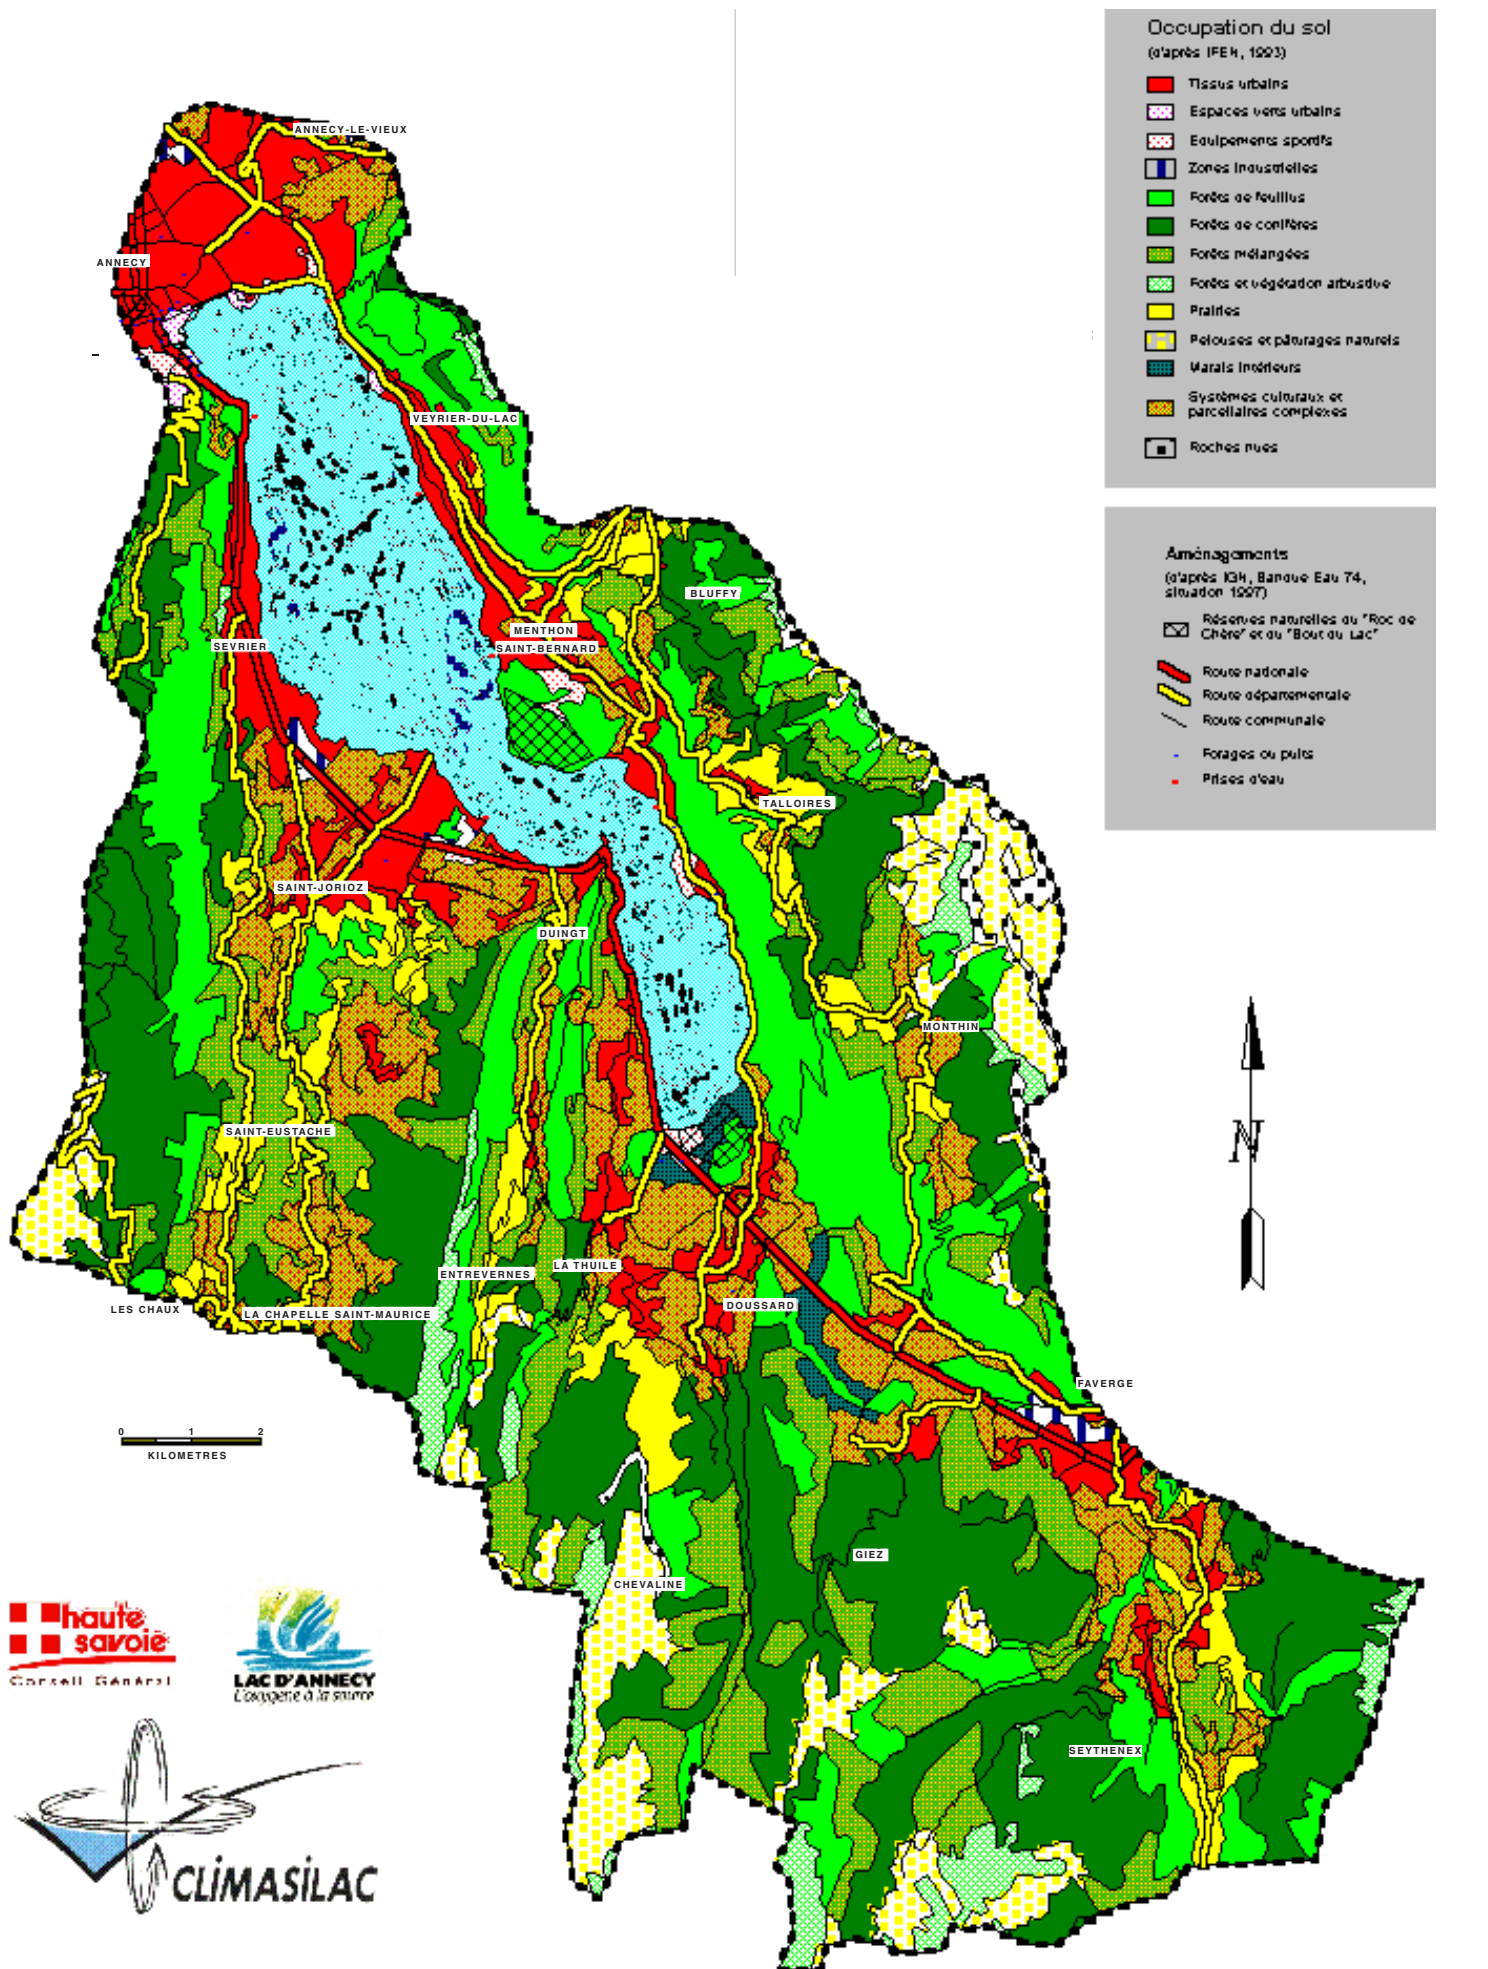 Occupation du sol
(d'après IFEN, 1993)
Tissus urbains
Espaces verts urbains
Equipements sportifs
Zones industrielles
Forêts de feuillus
Forêts de conifères
Forêts mélangées
Forêts et végétation arbustive
Prairies
Pelouses et pâturages naturels
Marais intérieurs
Systèmes culturaux et
parcellaires complexes
Roches nues
Aménagements
(d'après IGN, Banque Eau 74,
situation 1997)
Réserves naturelles du "Roc de
Chère" et du "Bout du Lac"
Route nationale
Route départementale
Route communale
Forages ou puits
Prises d'eau
ANNECY-LE-VIEUX
ANNECY
VEYRIER-DU-LAC
BLUFFY
MENTHON
SAINT-BERNARD
SEVRIER
TALLOIRES
SAINT-JORIOZ
DUINGT
MONTHIN
SAINT-EUSTACHE
LA THUILE
ENTREVERNES
DOUSSARD
LES CHAUX
LA CHAPELLE SAINT-MAURICE
FAVERGE
GIEZ
CHEVALINE
SEYTHENEX
N
0 1 2
KILOMETRES
haute
savoie
Conseil Général
LAC D'ANNECY
L'oxygène à la source
CLIMASILAC